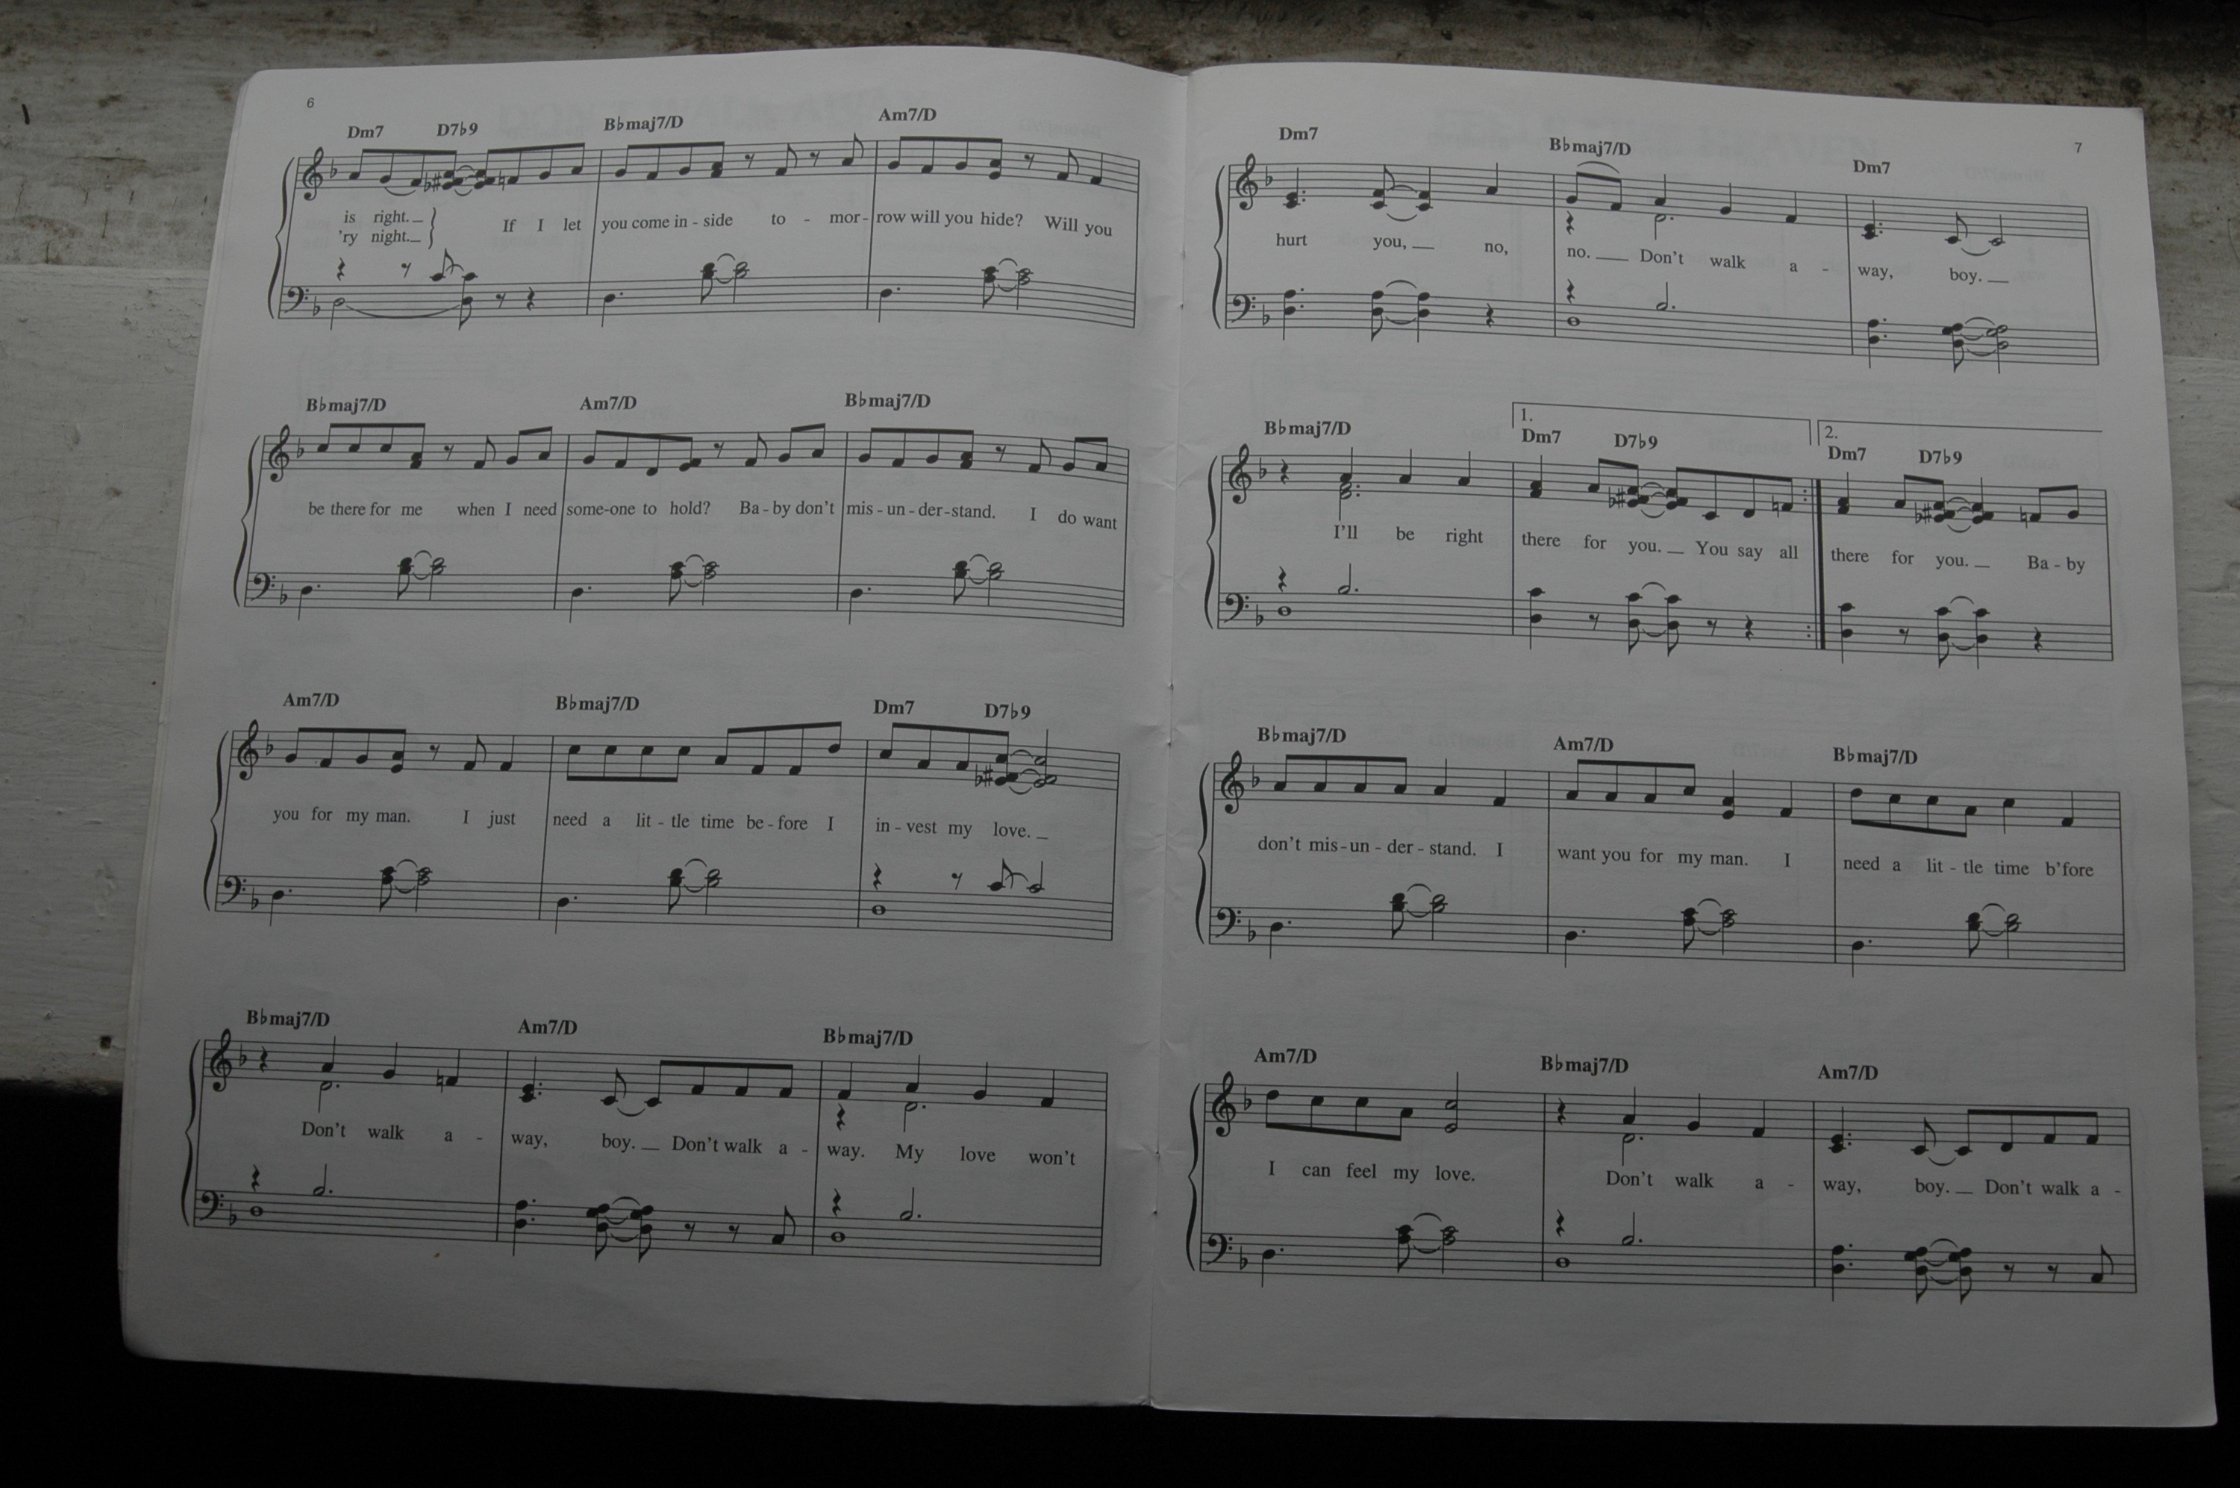 6
Dm7 D7♭9 B♭maj7/D Am7/D
is right. If I let you come in - side to - mor - row will you hide? Will you
'ry night.
B♭maj7/D Am7/D B♭maj7/D
be there for me when I need some-one to hold? Ba - by don't mis - un - der - stand. I do want
Am7/D B♭maj7/D Dm7 D7♭9
you for my man. I just need a lit - tle time be - fore I in - vest my love.
B♭maj7/D Am7/D B♭maj7/D
Don't walk a - way, boy. Don't walk a - way. My love won't
7
Dm7 B♭maj7/D Dm7
hurt you, no, no. Don't walk a - way, boy.
1. 2.
B♭maj7/D Dm7 D7♭9 Dm7 D7♭9
I'll be right there for you. You say all there for you. Ba - by
B♭maj7/D Am7/D B♭maj7/D
don't mis - un - der - stand. I want you for my man. I need a lit - tle time b'fore
Am7/D B♭maj7/D Am7/D
I can feel my love. Don't walk a - way, boy. Don't walk a -